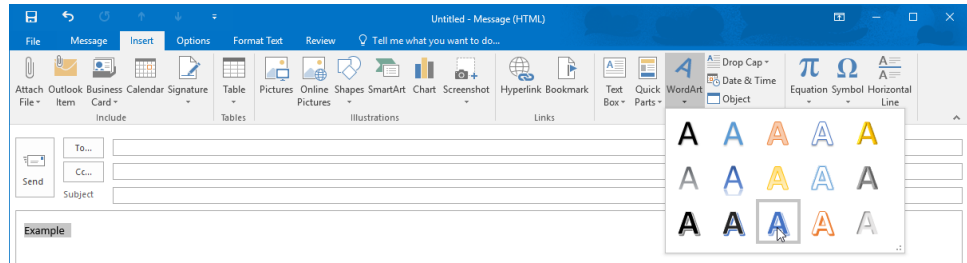 Untitled - Message (HTML)
File Message Insert Options Format Text Review Tell me what you want to do...
Attach File Outlook Item Business Card Calendar Signature Table Pictures Online Pictures Shapes SmartArt Chart Screenshot Hyperlink Bookmark Text Box Quick Parts WordArt Drop Cap Equation Symbol Horizontal Line
Date & Time
Object
Include Tables Illustrations Links
A A A A A
A A A A A
A A A A A
Send
To...
Cc...
Subject
Example